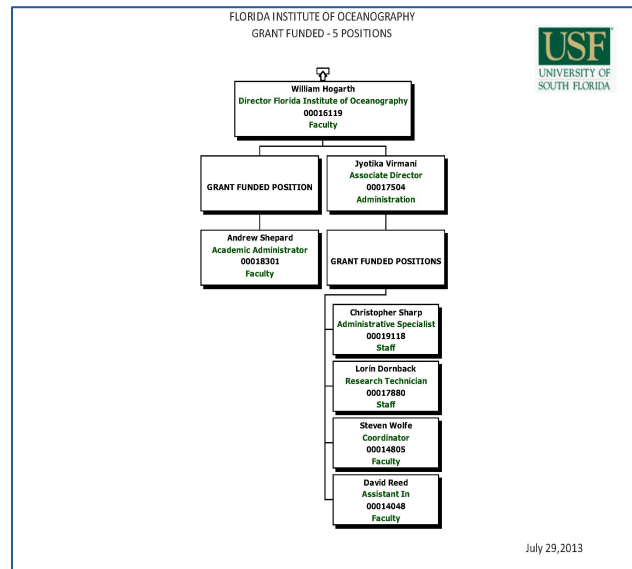 FLORIDA INSTITUTE OF OCEANOGRAPHY
GRANT FUNDED - 5 POSITIONS
USF
UNIVERSITY OF
SOUTH FLORIDA
William Hogarth
Director Florida Institute of Oceanography
00016119
Faculty
GRANT FUNDED POSITION
Jyotika Virmani
Associate Director
00017504
Administration
Andrew Shepard
Academic Administrator
00018301
Faculty
GRANT FUNDED POSITIONS
Christopher Sharp
Administrative Specialist
00019118
Staff
Lorin Dornback
Research Technician
00017880
Staff
Steven Wolfe
Coordinator
00014805
Faculty
David Reed
Assistant In
00014048
Faculty
July 29,2013